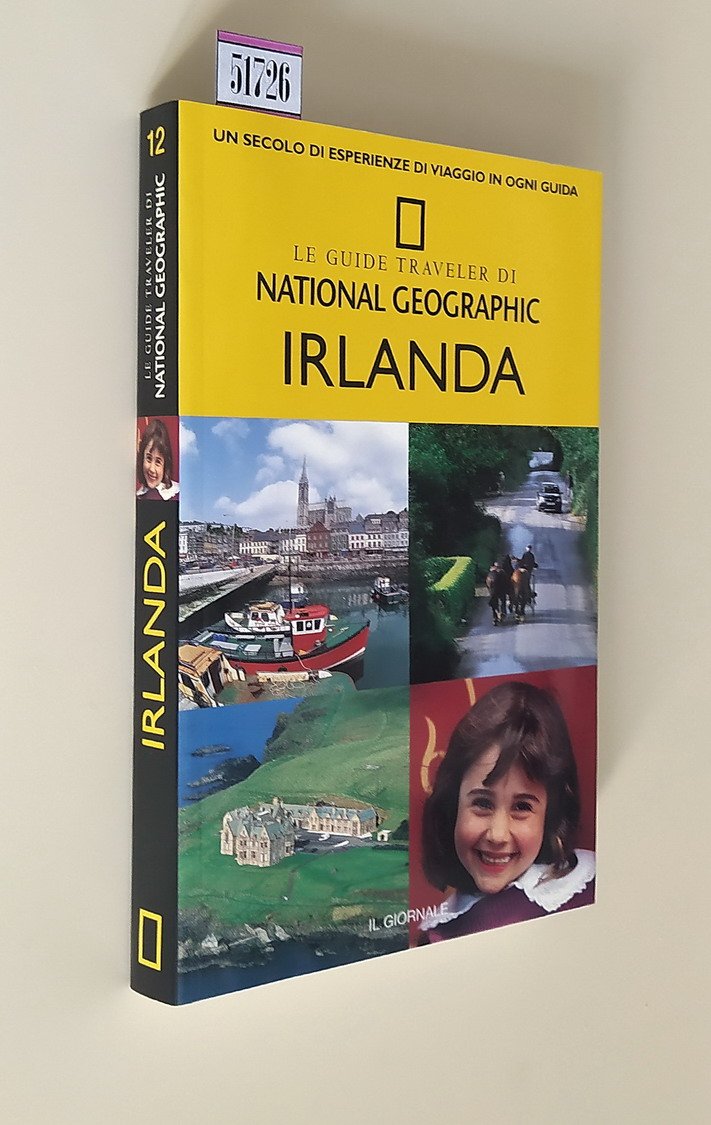 51726
UN SECOLO DI ESPERIENZE DI VIAGGIO IN OGNI GUIDA
LE GUIDE TRAVELER DI
NATIONAL GEOGRAPHIC
IRLANDA
IL GIORNALE
12
LE GUIDE TRAVELER DI
NATIONAL GEOGRAPHIC
IRLANDA